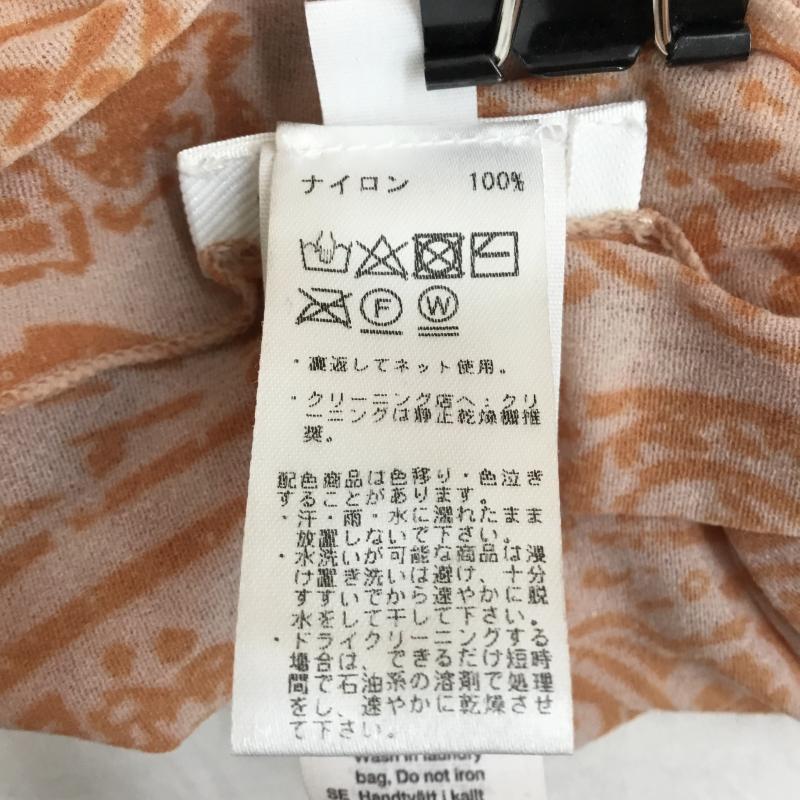 ナイロン 100%
F W
・裏返してネット使用。
・クリーニング店へ：クリ
ーニングは静止乾燥機推
奨。
配色商品は色移り・色泣き
することがあります。
・汗・雨・水に濡れたまま
放置しないで下さい。
・水洗いが可能な商品は漫
け置き洗いは避け、十分
すすいでから速やかに脱
水をして干して下さい。
・ドライクリーニングする
場合は、できるだけ短時
間で石油系の溶剤で処理
をし、速やかに乾燥させ
て下さい。
Wash in laundry
bag, Do not iron
SE Handtvätt i kallt